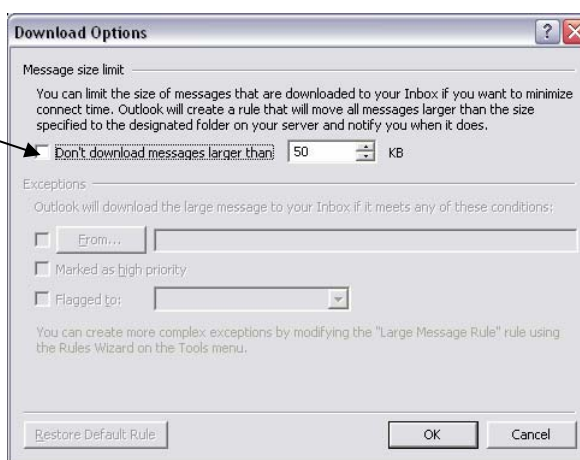 Download Options
Message size limit
You can limit the size of messages that are downloaded to your Inbox if you want to minimize
connect time. Outlook will create a rule that will move all messages larger than the size
specified to the designated folder on your server and notify you when it does.
Don't download messages larger than 50 KB
Exceptions
Outlook will download the large message to your Inbox if it meets any of these conditions:
From...
Marked as high priority
Flagged to:
You can create more complex exceptions by modifying the "Large Message Rule" rule using
the Rules Wizard on the Tools menu.
Restore Default Rule OK Cancel